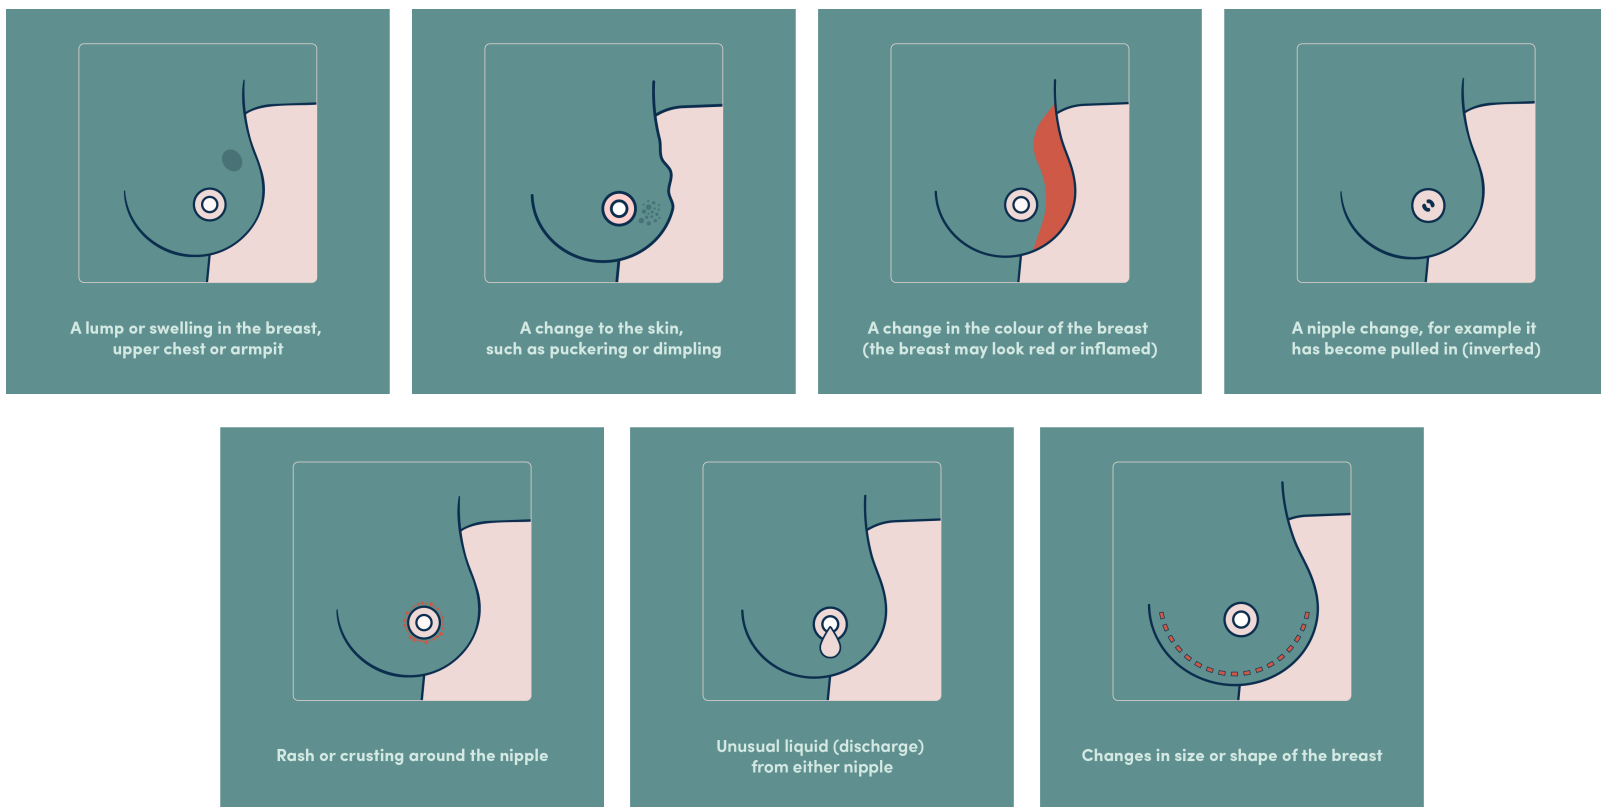 A lump or swelling in the breast,
upper chest or armpit
A change to the skin,
such as puckering or dimpling
A change in the colour of the breast
(the breast may look red or inflamed)
A nipple change, for example it
has become pulled in (inverted)
Rash or crusting around the nipple
Unusual liquid (discharge)
from either nipple
Changes in size or shape of the breast